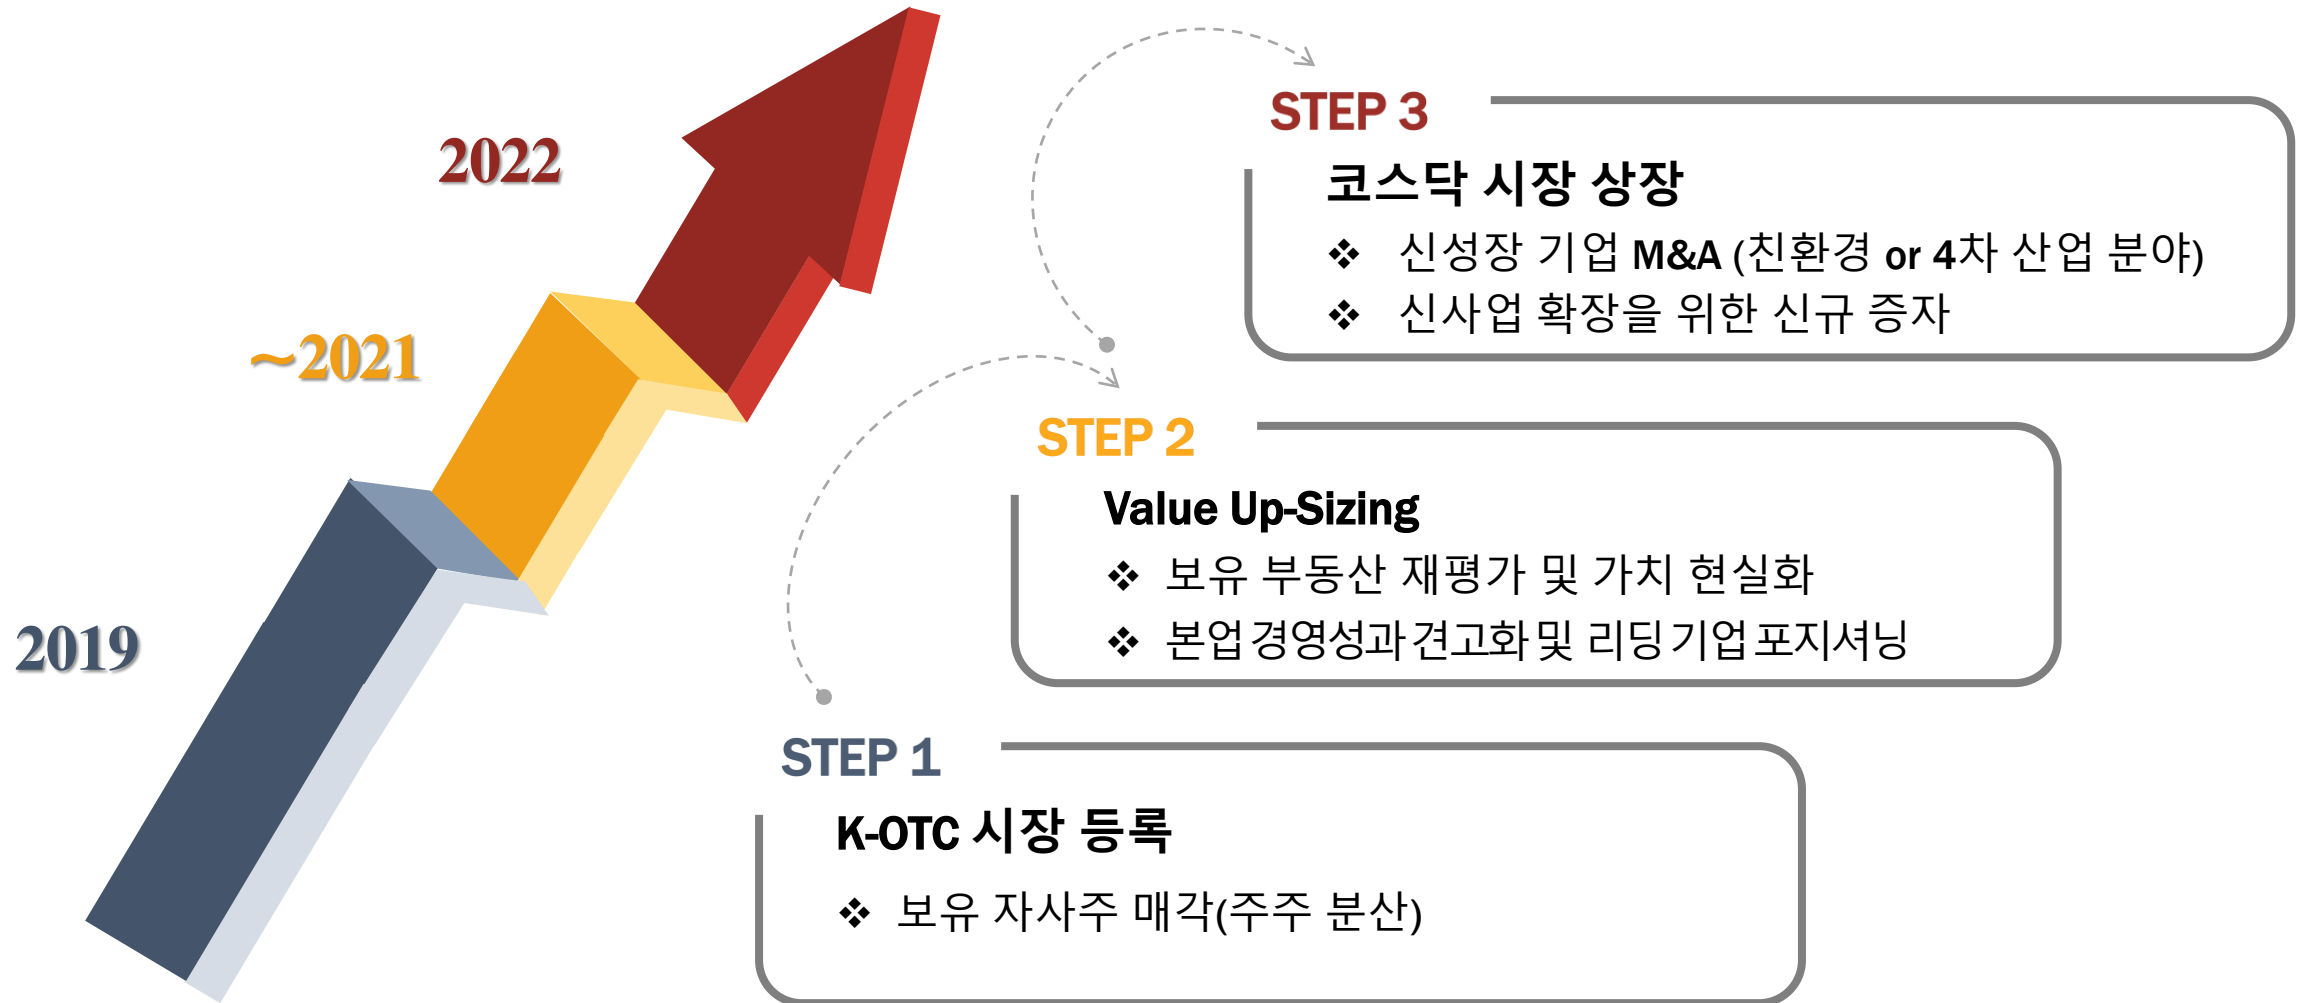 2022
STEP 3
코스닥 시장 상장
❖ 신성장 기업 M&A (친환경 or 4차 산업 분야)
❖ 신사업 확장을 위한 신규 증자
~2021
STEP 2
Value Up-Sizing
❖ 보유 부동산 재평가 및 가치 현실화
❖ 본업 경영성과 견고화 및 리딩 기업 포지셔닝
2019
STEP 1
K-OTC 시장 등록
❖ 보유 자사주 매각(주주 분산)